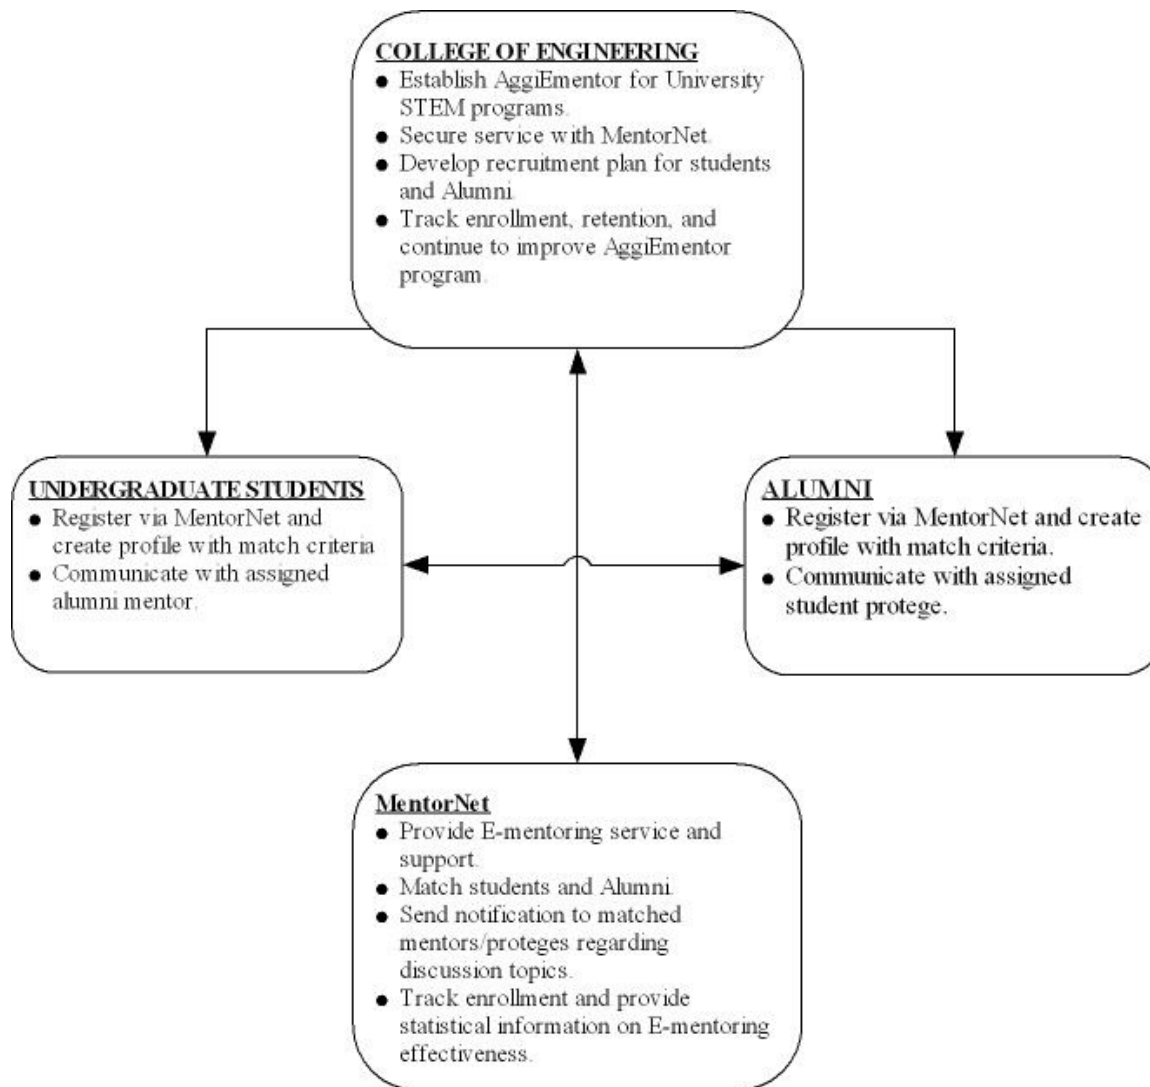 COLLEGE OF ENGINEERING
● Establish AggiEmentor for University
STEM programs.
● Secure service with MentorNet.
● Develop recruitment plan for students
and Alumni.
● Track enrollment, retention, and
continue to improve AggiEmentor
program.
UNDERGRADUATE STUDENTS
● Register via MentorNet and
create profile with match criteria
● Communicate with assigned
alumni mentor.
ALUMNI
● Register via MentorNet and create
profile with match criteria.
● Communicate with assigned
student protege.
MentorNet
● Provide E-mentoring service and
support.
● Match students and Alumni.
● Send notification to matched
mentors/proteges regarding
discussion topics.
● Track enrollment and provide
statistical information on E-mentoring
effectiveness.